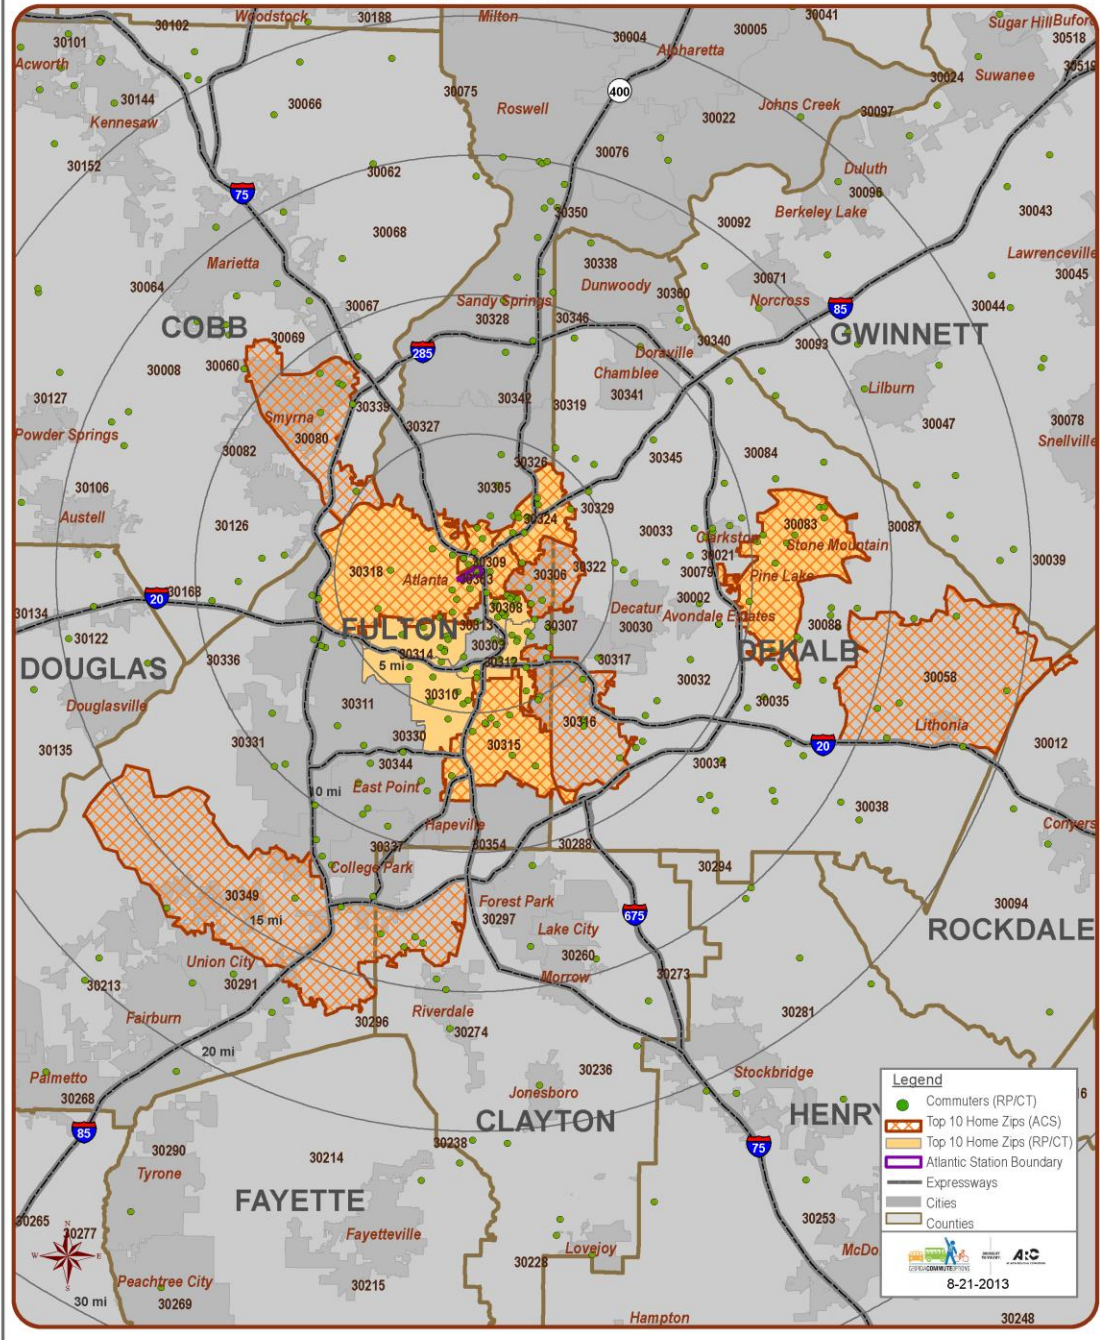 Woodstock
30188
Milton
30041
Sugar Hill
Buford
30102
30005
30518
30101
30004
Alpharetta
30519
Acworth
30024
Suwanee
400
30144
30066
30075
Roswell
Johns Creek
30097
Kennesaw
30022
30152
30062
30076
Duluth
30096
75
30350
30092
Berkeley Lake
30043
30068
Marietta
30338
Lawrenceville
30064
Dunwoody
30071
30045
30067
Sandy Springs
30360
Norcross
30044
COBB
30328
30346
85
GWINNETT
30069
285
30340
30093
30008
30060
Doraville
Chamblee
30127
30339
30342
30319
30341
Lilburn
Smyrna
30327
30047
30078
Powder Springs
30080
Snellville
30082
30326
30345
30084
30106
30305
Austell
30126
30324
30329
30083
30087
30033
Clarkston
Stone Mountain
30021
30309
30322
30039
30318
Atlanta
30363
30306
30079
Pine Lake
30168
20
30002
30134
30308
Decatur
Avondale Estates
30122
FULTON
30313
30307
30030
30088
30303
DOUGLAS
30336
30314
5 mi
30312
30317
DEKALB
30032
30058
30310
Douglasville
30311
30035
30316
Lithonia
30135
30331
30330
30315
20
30012
30344
30034
East Point
10 mi
30038
Hapeville
Conyers
30337
30354
30288
College Park
30294
30349
Forest Park
30094
15 mi
30297
675
Lake City
ROCKDALE
Union City
30260
30213
30291
Morrow
30273
Fairburn
Riverdale
30281
30296
30274
20 mi
30236
Stockbridge
Palmetto
Jonesboro
30268
CLAYTON
HENRY
85
30238
75
30290
30214
Tyrone
FAYETTE
30265
30277
Fayetteville
30253
Lovejoy
McDo
30228
Peachtree City
30215
30 mi
30269
Hampton
30248
N
W
E
S
Legend
Commuters (RP/CT)
Top 10 Home Zips (ACS)
Top 10 Home Zips (RP/CT)
Atlantic Station Boundary
Expressways
Cities
Counties
GEORGIACOMMUTEOPTIONS
ARC
8-21-2013